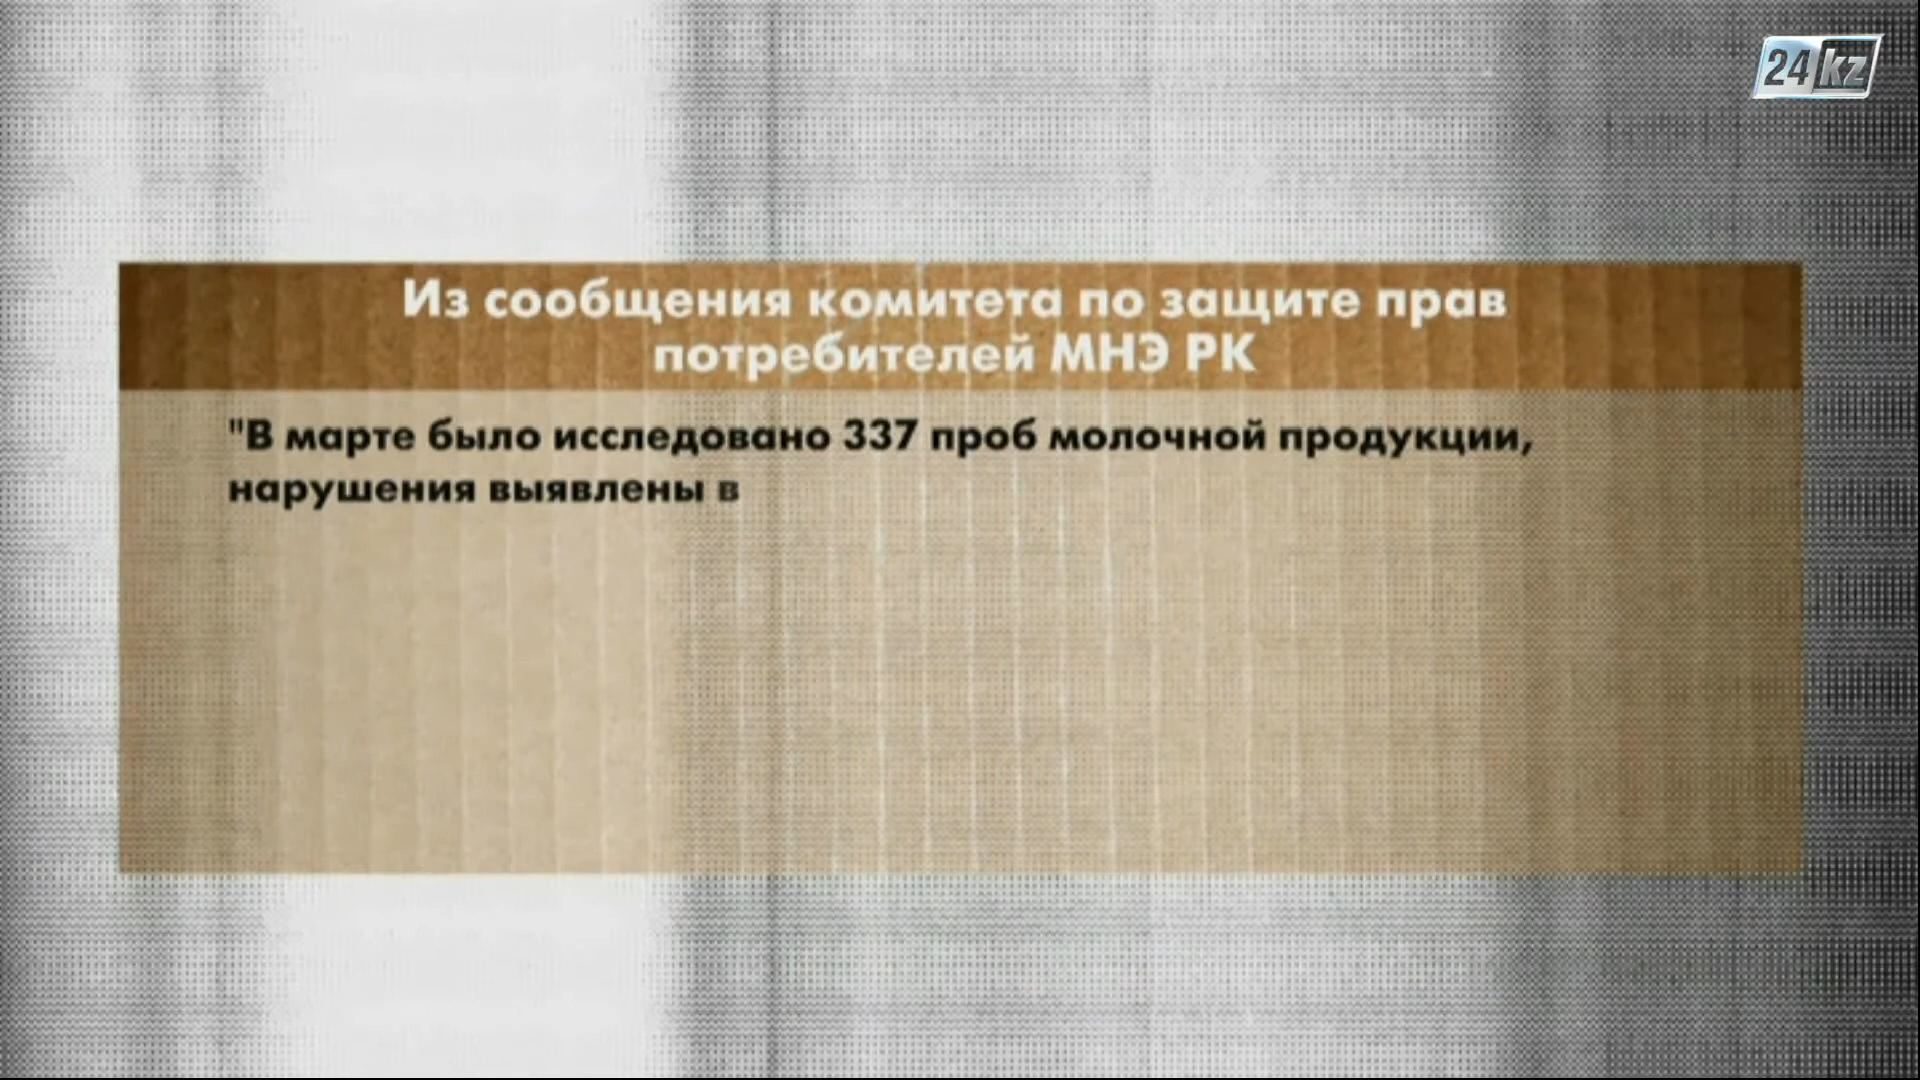 24kz
Из сообщения комитета по защите прав
потребителей МНЭ РК
"В марте было исследовано 337 проб молочной продукции,
нарушения выявлены в